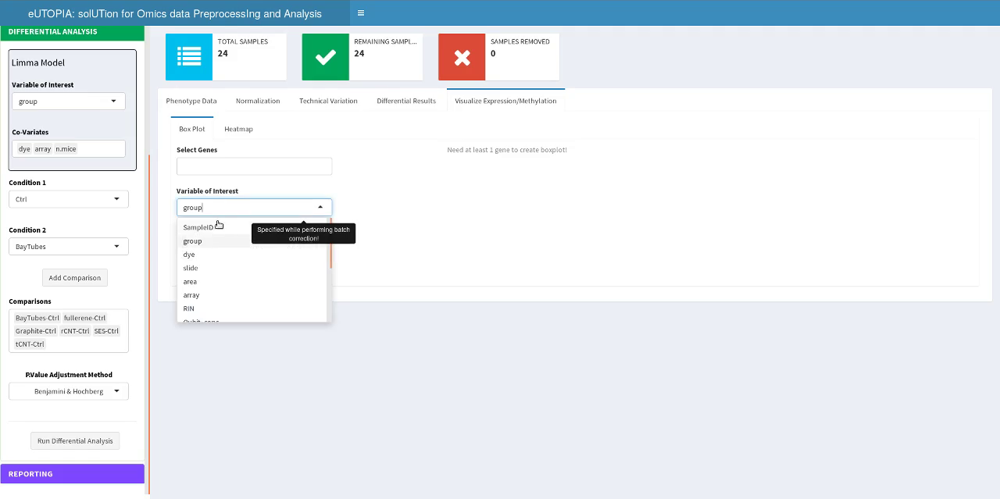 eUTOPIA: solUTion for Omics data PreprocessIng and Analysis
DIFFERENTIAL ANALYSIS
Limma Model
Variable of Interest
group
Co-Variates
dye array n.mice
Condition 1
Ctrl
Condition 2
BayTubes
Add Comparison
Comparisons
BayTubes-Ctrl fullerene-Ctrl
Graphite-Ctrl rCNT-Ctrl SES-Ctrl
tCNT-Ctrl
P.Value Adjustment Method
Benjamini & Hochberg
Run Differential Analysis
REPORTING
TOTAL SAMPLES
24
REMAINING SAMPL...
24
SAMPLES REMOVED
0
Phenotype Data Normalization Technical Variation Differential Results Visualize Expression/Methylation
Box Plot Heatmap
Select Genes
Need at least 1 gene to create boxplot!
Variable of Interest
group
Specified while performing batch
correction!
SampleID
group
dye
slide
area
array
RIN